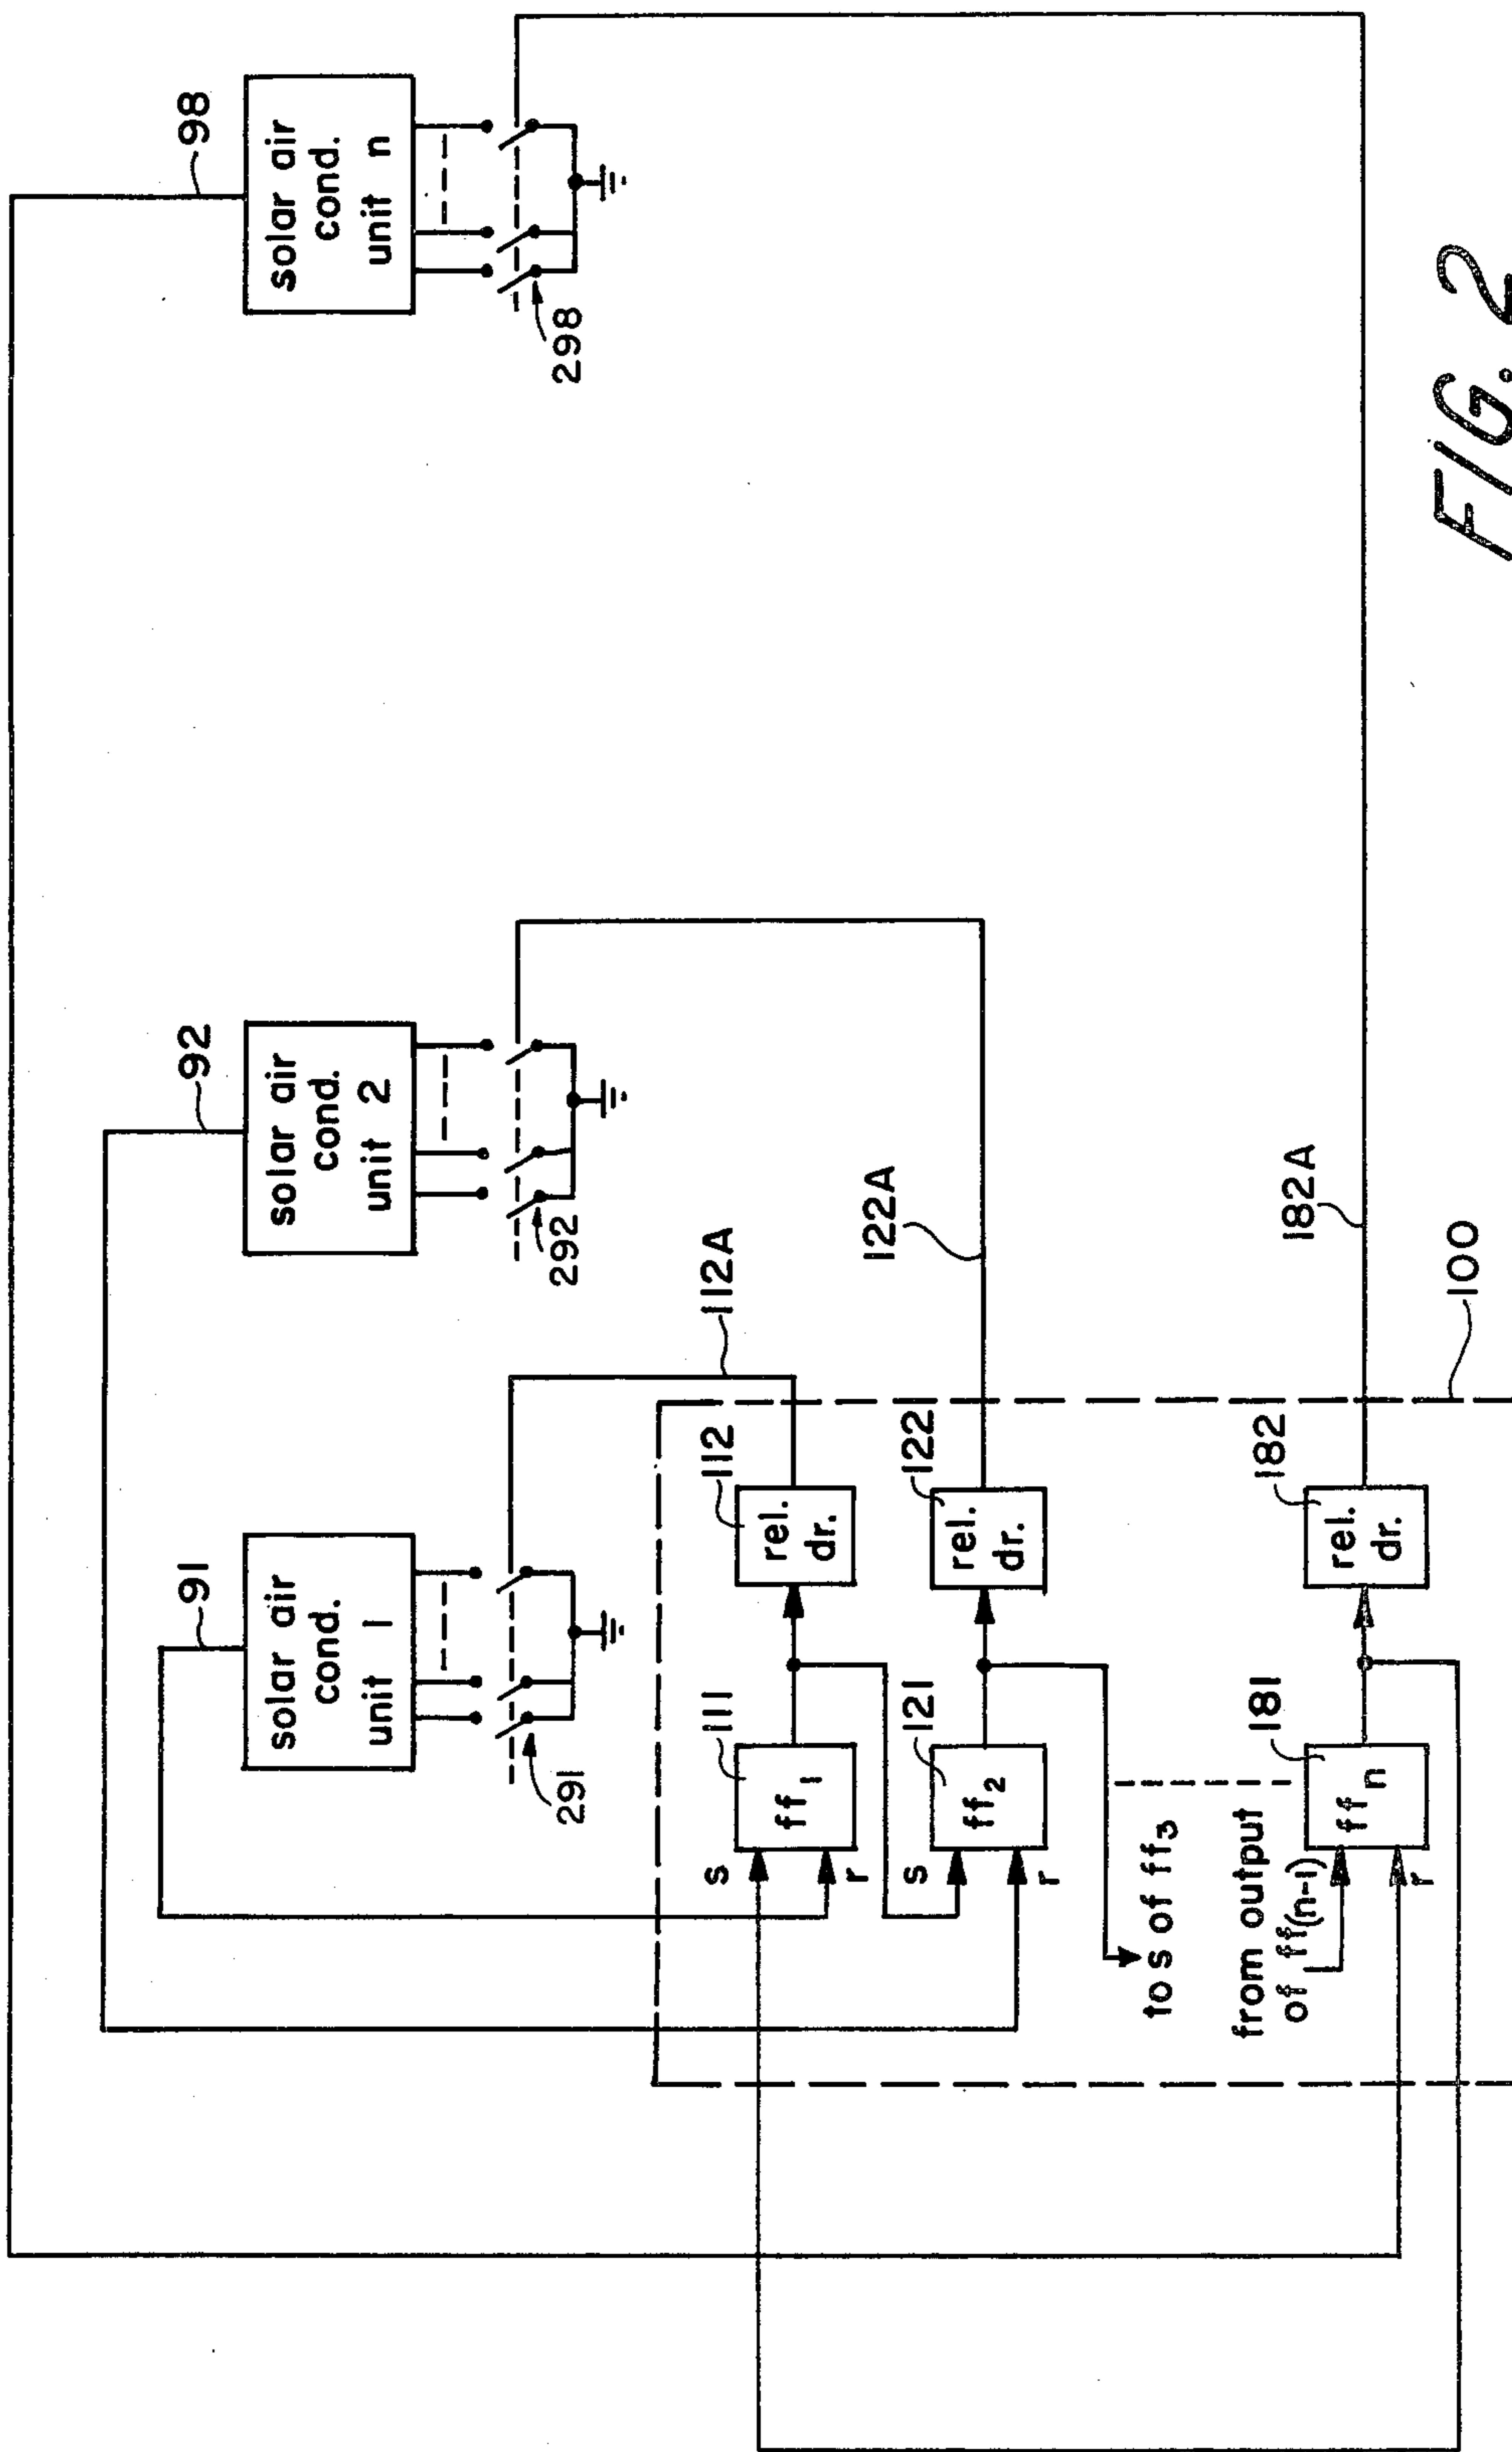 91
solar air
cond.
unit 1
291
92
solar air
cond.
unit 2
292
98
solar air
cond.
unit n
298
112A
122A
182A
100
111
s
r
ff1
112
rel.
dr.
121
s
r
ff2
122
rel.
dr.
to s of ff3
from output
of ff(n-1)
181
r
ffn
182
rel.
dr.
FIG. 2